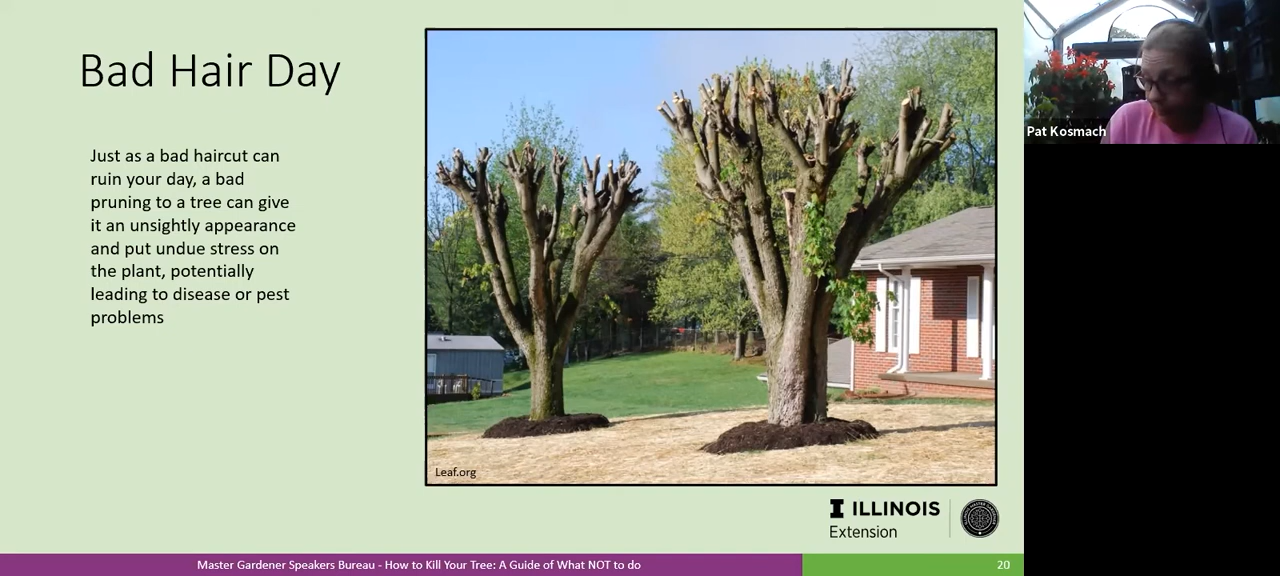 Bad Hair Day
Just as a bad haircut can
ruin your day, a bad
pruning to a tree can give
it an unsightly appearance
and put undue stress on
the plant, potentially
leading to disease or pest
problems
Leaf.org
ILLINOIS
Extension
Master Gardener Speakers Bureau - How to Kill Your Tree: A Guide of What NOT to do
20
Pat Kosmach